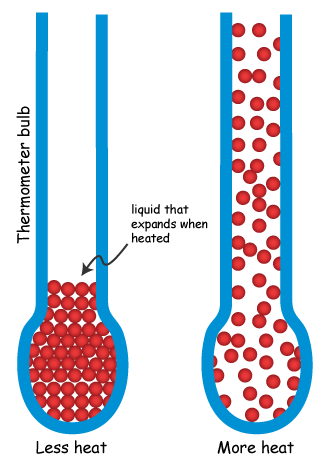 Thermometer bulb
liquid that
expands when
heated
Less heat
More heat